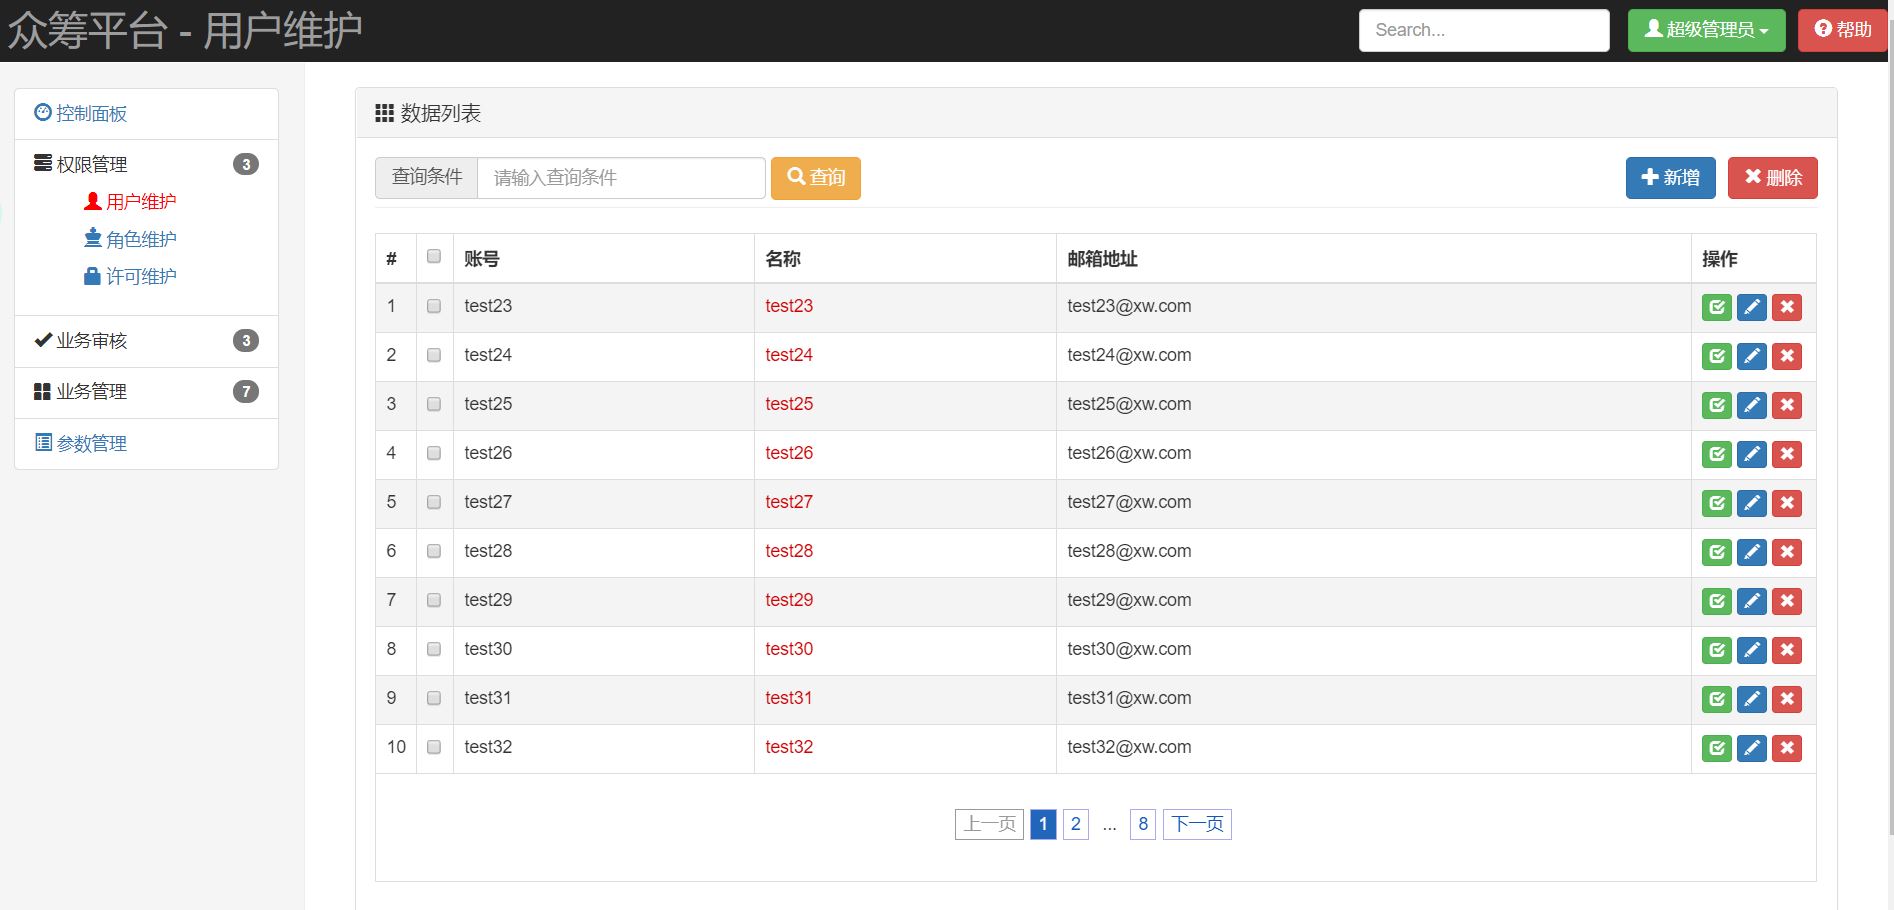 众筹平台 - 用户维护 Search... 超级管理员 帮助
控制面板
权限管理 3
用户维护
角色维护
许可维护
业务审核 3
业务管理 7
参数管理
数据列表
查询条件 请输入查询条件 查询 新增 删除
# 账号 名称 邮箱地址 操作
1 test23 test23 test23@xw.com
2 test24 test24 test24@xw.com
3 test25 test25 test25@xw.com
4 test26 test26 test26@xw.com
5 test27 test27 test27@xw.com
6 test28 test28 test28@xw.com
7 test29 test29 test29@xw.com
8 test30 test30 test30@xw.com
9 test31 test31 test31@xw.com
10 test32 test32 test32@xw.com
上一页 1 2 ... 8 下一页